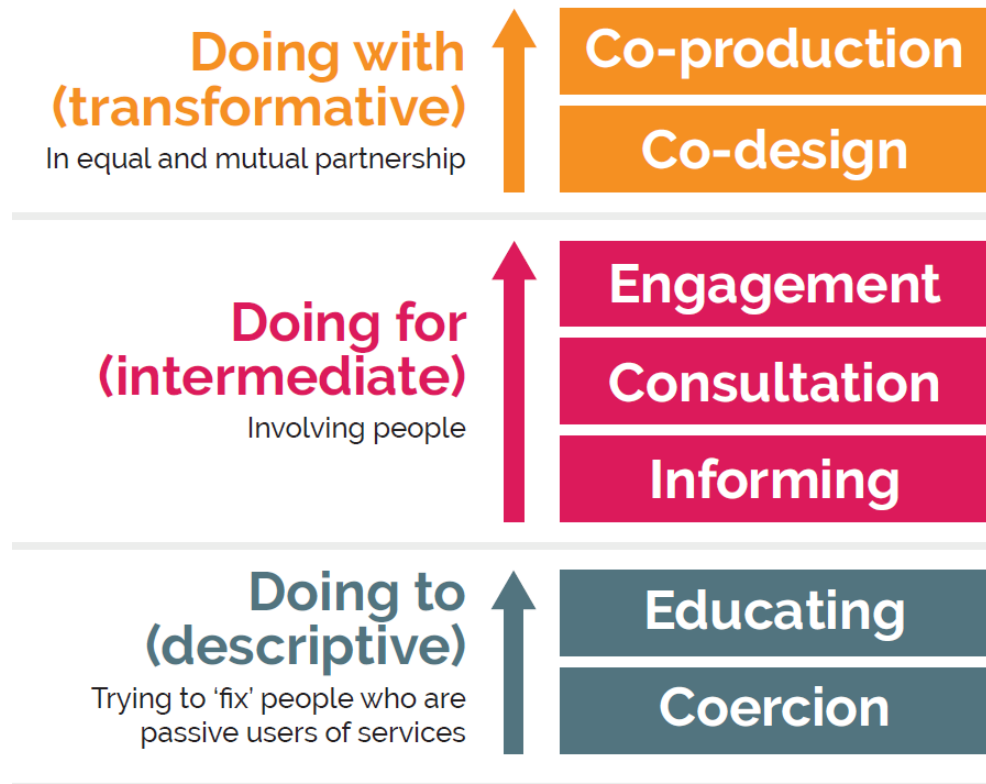 Doing with
(transformative)
In equal and mutual partnership
Co-production
Co-design
Doing for
(intermediate)
Involving people
Engagement
Consultation
Informing
Doing to
(descriptive)
Trying to ‘fix’ people who are
passive users of services
Educating
Coercion